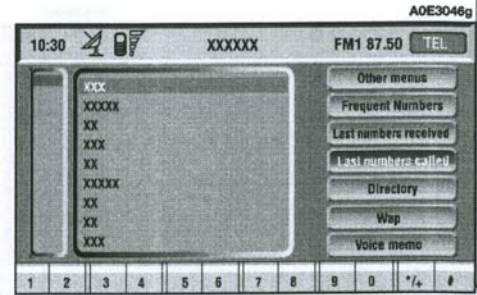 A0E3046g
10:30 XXXXXX FM1 87.50 TEL
Other menus
Frequent Numbers
Last numbers received
Last numbers called
Directory
Wap
Voice memo
XXX
XXXXX
XX
XXX
XX
XXXXX
XX
XX
XXX
1 2 3 4 5 6 7 8 9 0 */+ #